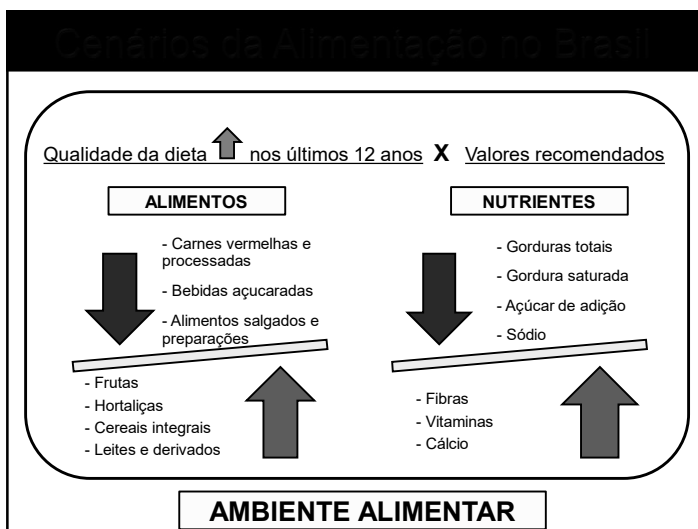 Cenários da Alimentação no Brasil
Qualidade da dieta nos últimos 12 anos X Valores recomendados
ALIMENTOS
- Carnes vermelhas e
processadas
- Bebidas açucaradas
- Alimentos salgados e
preparações
- Frutas
- Hortaliças
- Cereais integrais
- Leites e derivados
NUTRIENTES
- Gorduras totais
- Gordura saturada
- Açúcar de adição
- Sódio
- Fibras
- Vitaminas
- Cálcio
AMBIENTE ALIMENTAR